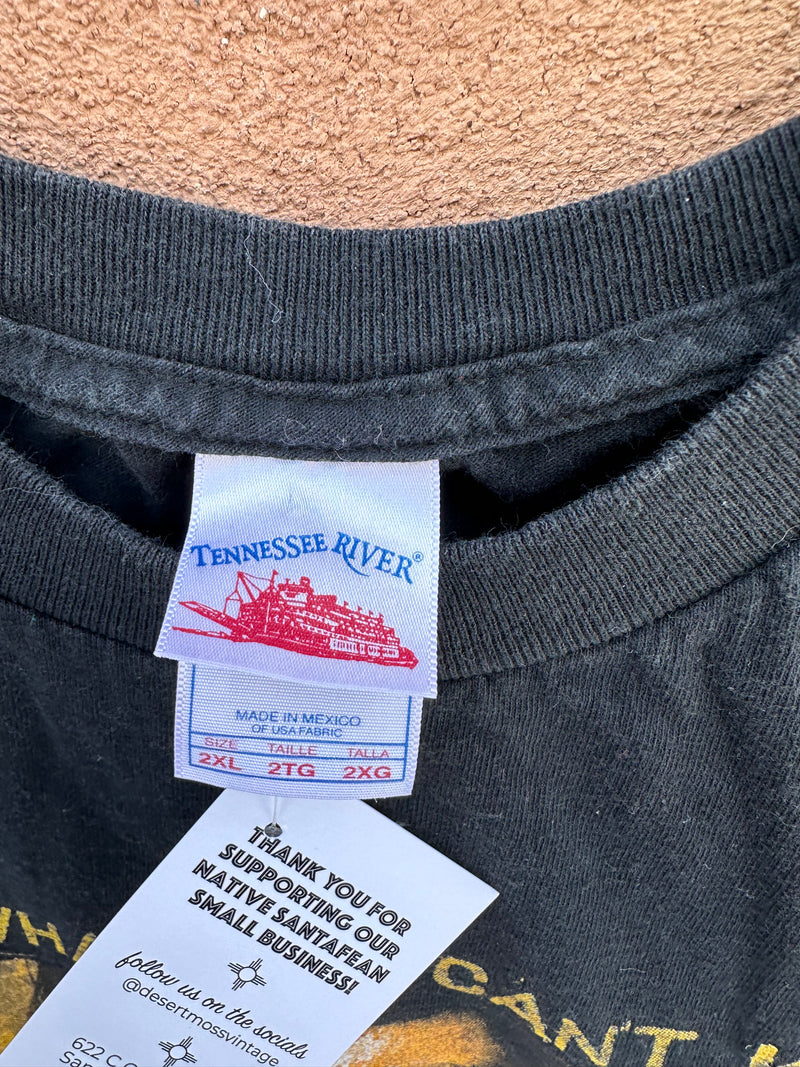 TENNESSEE RIVER®
MADE IN MEXICO
OF USA FABRIC
SIZE TAILLE TALLA
2XL 2TG 2XG
THANK YOU FOR
SUPPORTING OUR
NATIVE SANTAFEAN
SMALL BUSINESS!
follow us on the socials
@desertmossvintage
622
CAN'T